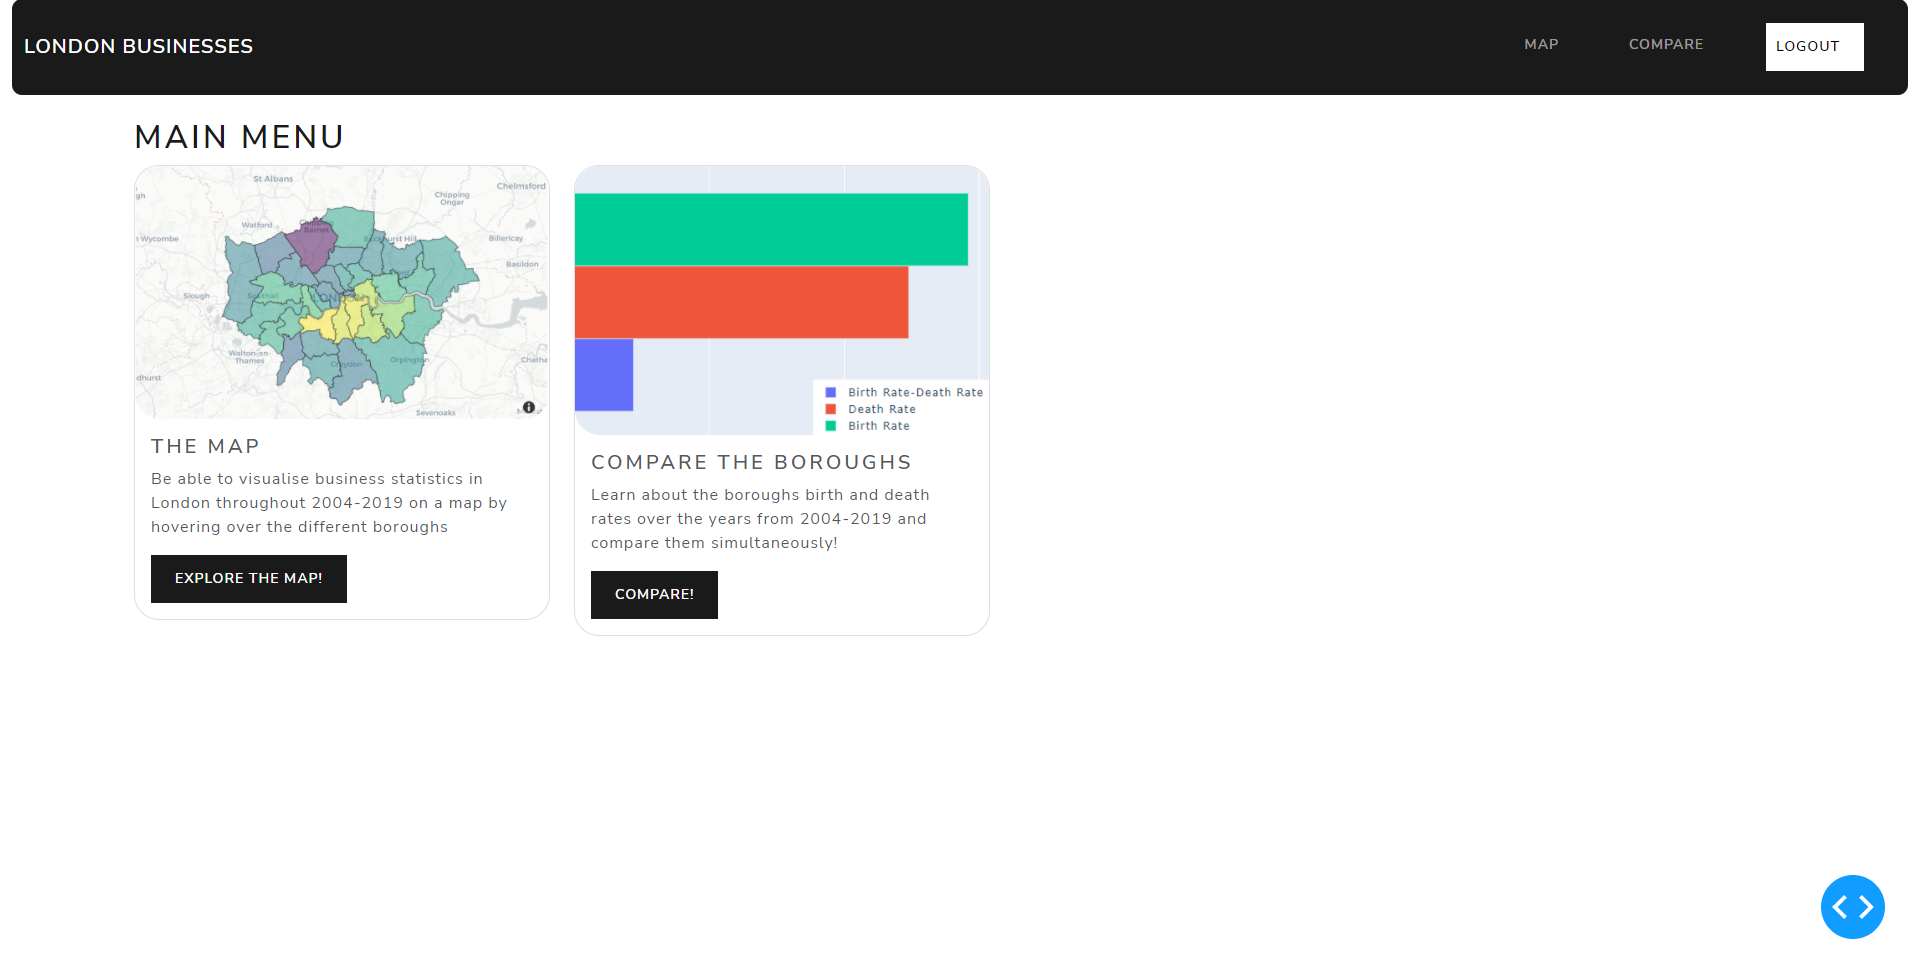 LONDON BUSINESSES
MAP
COMPARE
LOGOUT
MAIN MENU
St Albans
Chelmsford
Chipping
Ongar
Watford
Barnet
Wycombe
Billericay
Basildon
Slough
Southall
LONDON
Walton-on
Thames
Croydon
Orpington
Chatha
dhurst
Sevenoaks
Birth Rate-Death Rate
Death Rate
Birth Rate
THE MAP
Be able to visualise business statistics in
London throughout 2004-2019 on a map by
hovering over the different boroughs
EXPLORE THE MAP!
COMPARE THE BOROUGHS
Learn about the boroughs birth and death
rates over the years from 2004-2019 and
compare them simultaneously!
COMPARE!